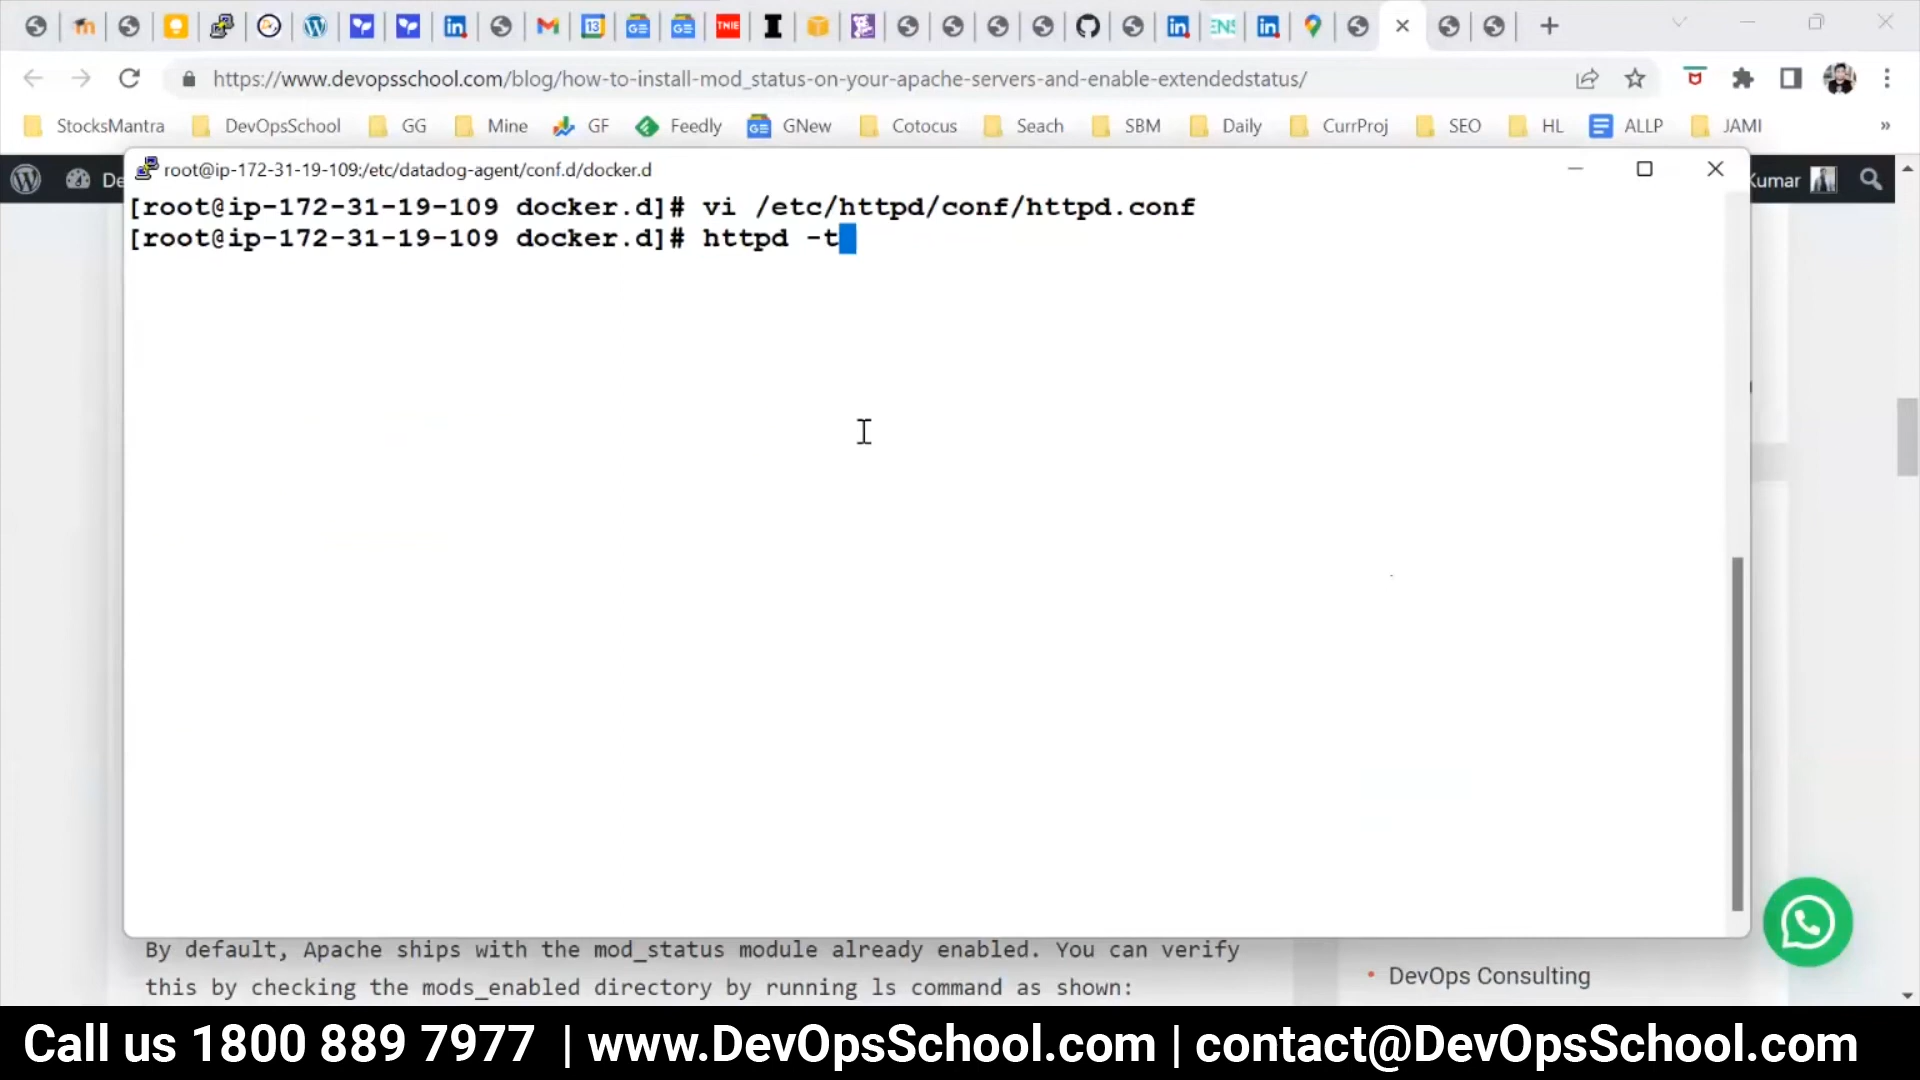 https://www.devopsschool.com/blog/how-to-install-mod_status-on-your-apache-servers-and-enable-extendedstatus/
StocksMantra DevOpsSchool GG Mine GF Feedly GNew Cotocus Seach SBM Daily CurrProj SEO HL ALLP JAMI »
De
Kumar
root@ip-172-31-19-109:/etc/datadog-agent/conf.d/docker.d
[root@ip-172-31-19-109 docker.d]# vi /etc/httpd/conf/httpd.conf
[root@ip-172-31-19-109 docker.d]# httpd -t
By default, Apache ships with the mod_status module already enabled. You can verify
this by checking the mods_enabled directory by running ls command as shown:
• DevOps Consulting
Call us 1800 889 7977 | www.DevOpsSchool.com | contact@DevOpsSchool.com